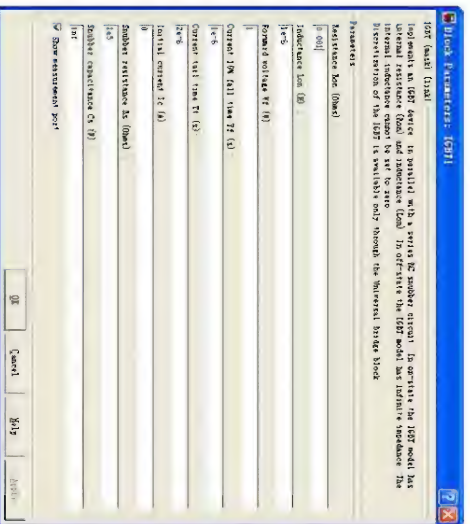 Block Parameters: IGBT1
IGBT (mask) (link)
Implements an IGBT device in parallel with a series RC snubber circuit In on-state the IGBT model has
internal resistance (Ron) and inductance (Lon) In off-state the IGBT model has infinite impedance The
internal inductance cannot be set to zero
Discretization of the IGBT is available only through the Universal bridge block
Parameters
Resistance Ron (Ohms)
0 001
Inductance Lon (H)
1e-6
Forward voltage Vf (V)
1
Current 10% fall time Tf (s)
1e-6
Current tail time Tt (s)
2e-6
Initial current Ic (A)
0
Snubber resistance Rs (Ohms)
1e5
Snubber capacitance Cs (F)
inf
Show measurement port
OK
Cancel
Help
Apply